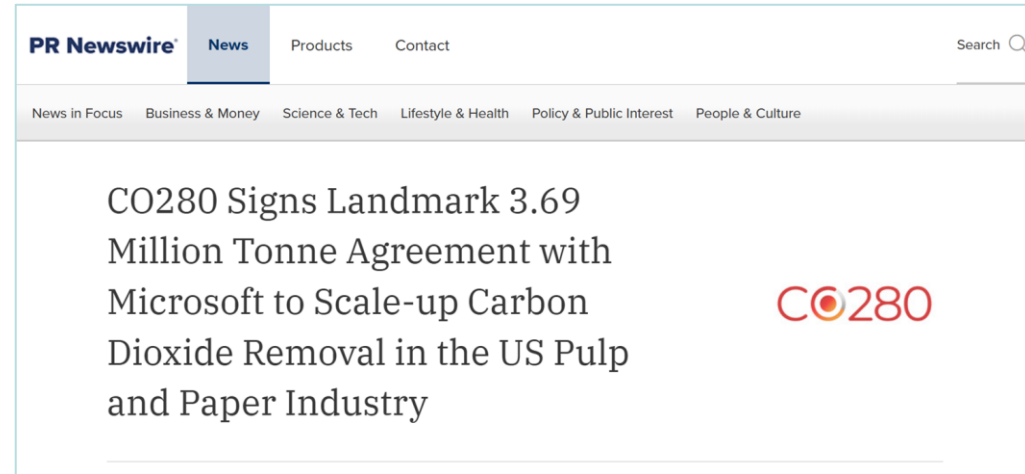 PR Newswire®
News
Products
Contact
Search
News in Focus
Business & Money
Science & Tech
Lifestyle & Health
Policy & Public Interest
People & Culture
CO280 Signs Landmark 3.69
Million Tonne Agreement with
Microsoft to Scale-up Carbon
Dioxide Removal in the US Pulp
and Paper Industry
CO280